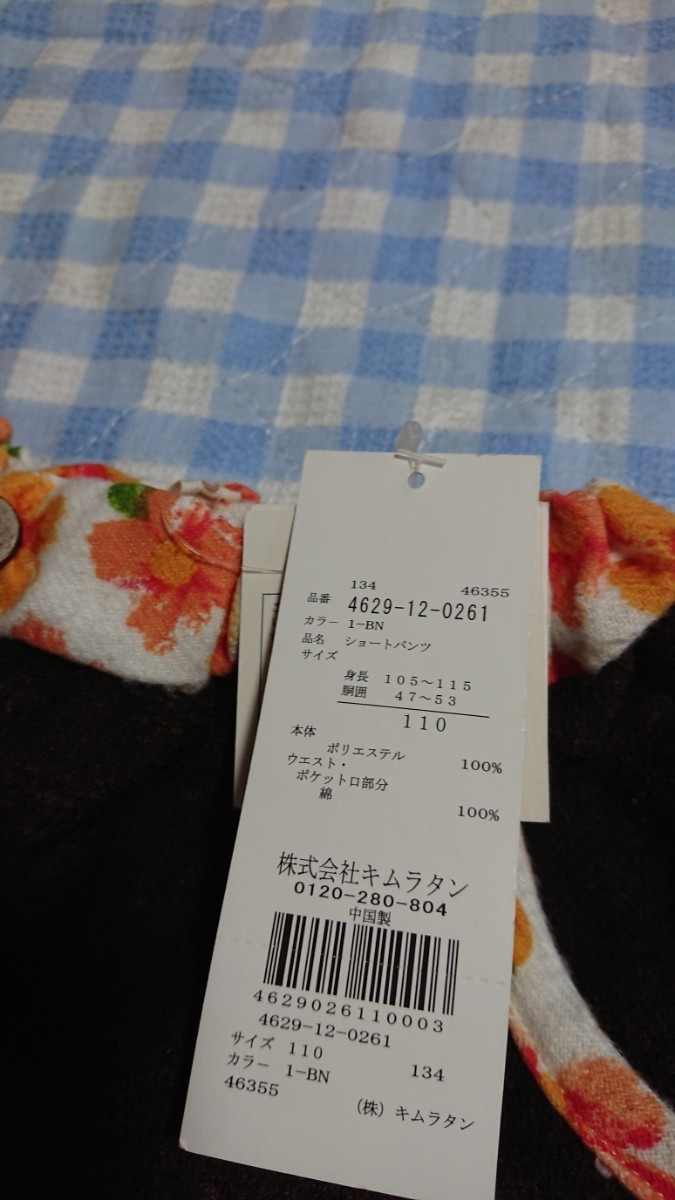 134 46355
品番 4629-12-0261
カラー 1-BN
品名 ショートパンツ
サイズ
身長 105～115
胴囲 47～53
110
本体
ポリエステル 100%
ウエスト・
ポケット口部分
綿 100%
株式会社キムラタン
0120-280-804
中国製
4629026110003
4629-12-0261
サイズ 110 134
カラー 1-BN
46355
(株) キムラタン